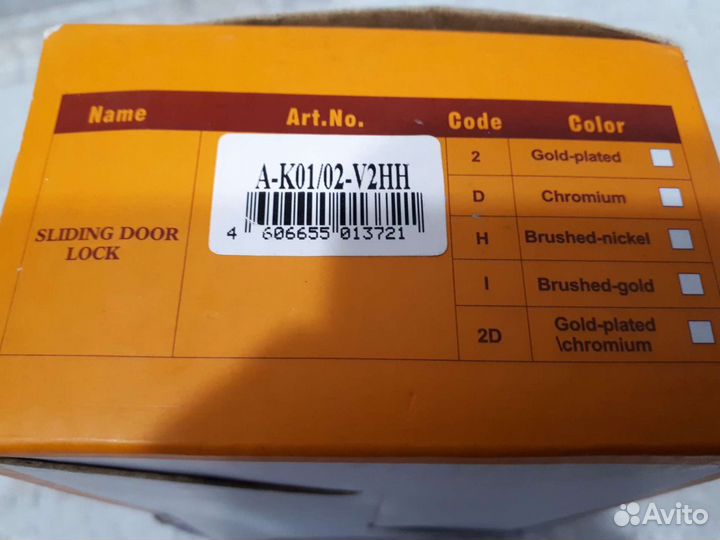 Name Art.No. Code Color
SLIDING DOOR
LOCK
A-K01/02-V2HH
4 606655 013721
2 Gold-plated
D Chromium
H Brushed-nickel
I Brushed-gold
2D Gold-plated
\chromium
Avito